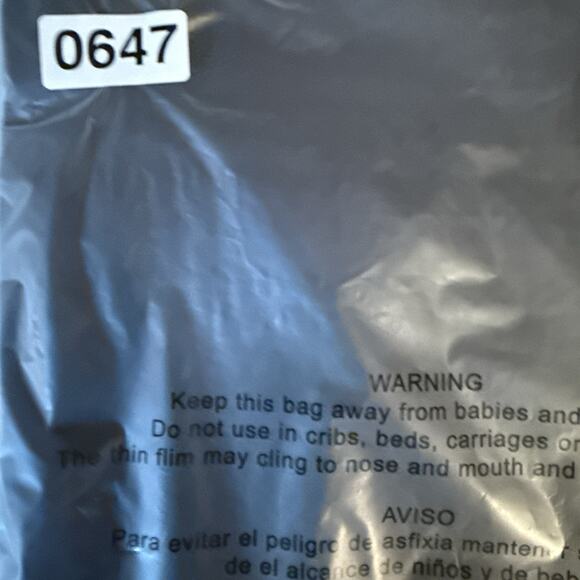 0647
WARNING
Keep this bag away from babies and
Do not use in cribs, beds, carriages or
The thin flim may cling to nose and mouth and
AVISO
Para evitar el peligro de asfixia mantener
de el alcance de niños y de beb